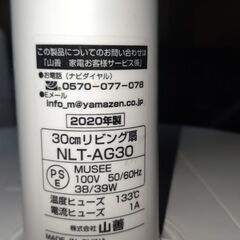 この製品についてのお問い合わせは
「山善 家電お客様サービス係」
電話(ナビダイヤル)
0570-077-078
Eメール
info_m@yamazen.co.jp
2020年製
30cmリビング扇
NLT-AG30
PS
E
MUSEE
100V 50/60Hz
38/39W
温度ヒューズ 133℃
電流ヒューズ 1A
株式会社 山善